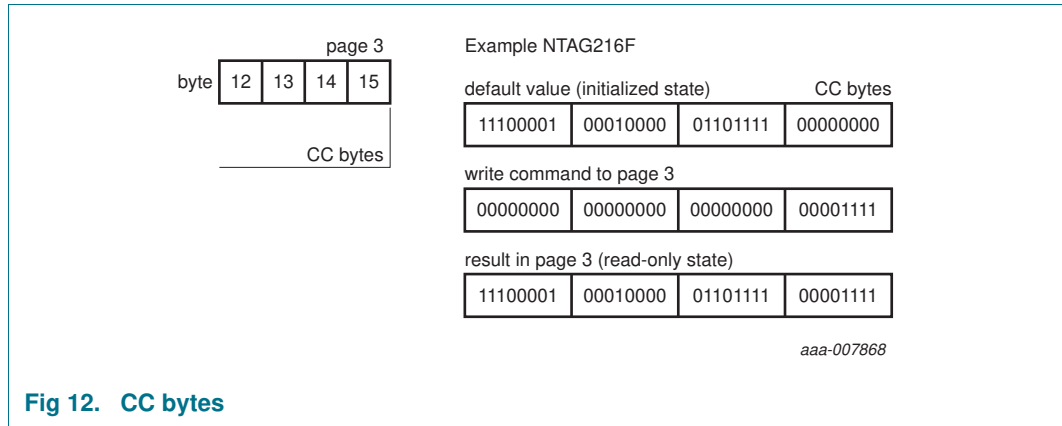 page 3
byte 12 13 14 15
CC bytes
Example NTAG216F
default value (initialized state) CC bytes
11100001 00010000 01101111 00000000
write command to page 3
00000000 00000000 00000000 00001111
result in page 3 (read-only state)
11100001 00010000 01101111 00001111
aaa-007868
Fig 12. CC bytes